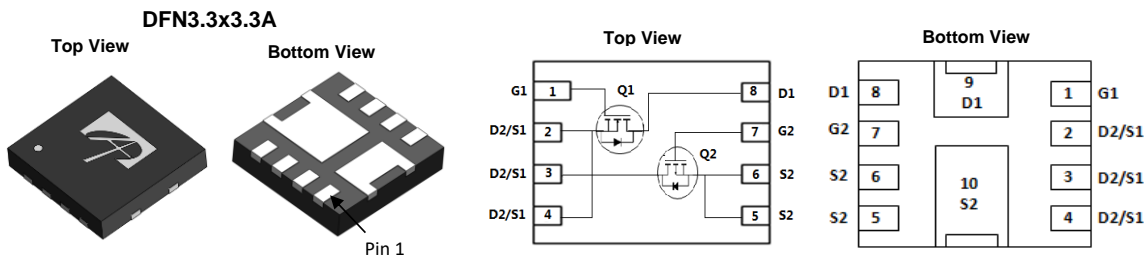 DFN3.3x3.3A
Top View
Bottom View
Pin 1
Top View
G1 1
D2/S1 2
D2/S1 3
D2/S1 4
Q1
Q2
8 D1
7 G2
6 S2
5 S2
Bottom View
D1 8
G2 7
S2 6
S2 5
9
D1
10
S2
1 G1
2 D2/S1
3 D2/S1
4 D2/S1